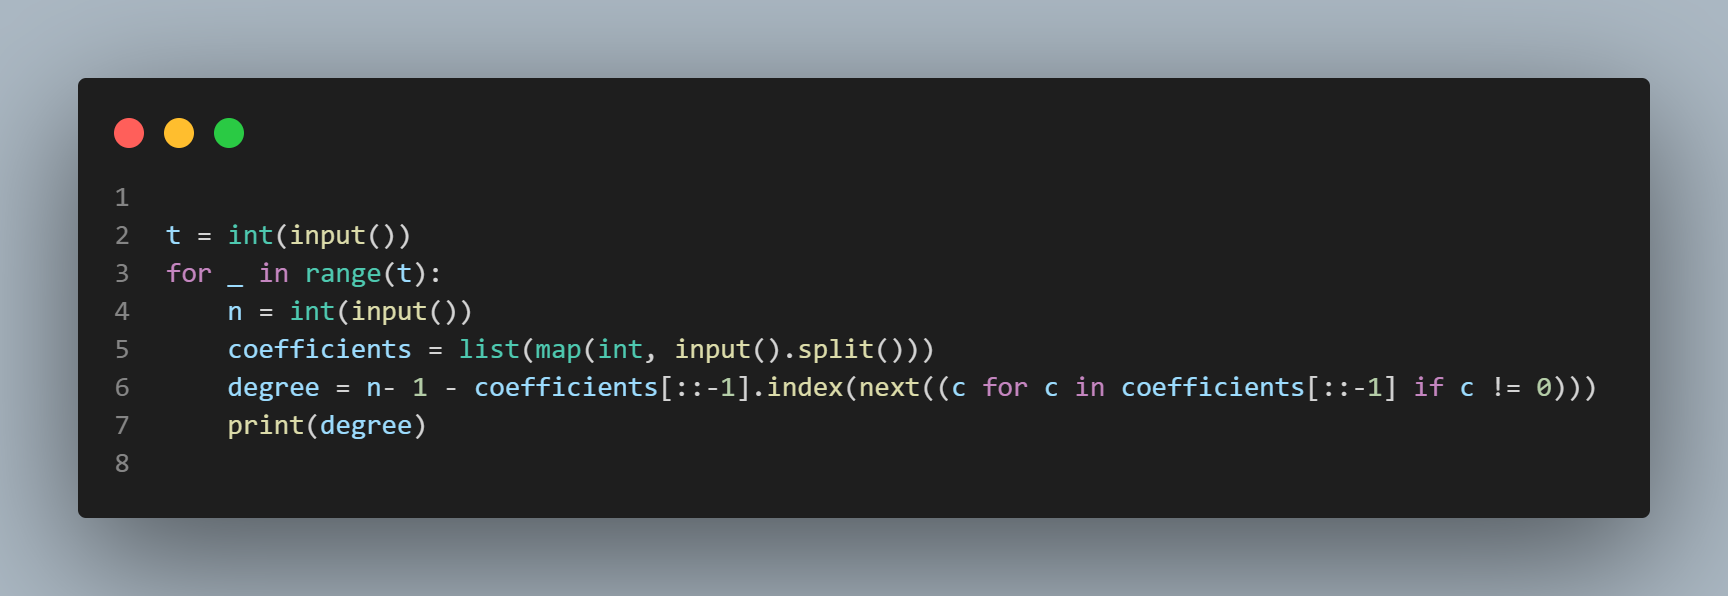 1
2 t = int(input())
3 for _ in range(t):
4     n = int(input())
5     coefficients = list(map(int, input().split()))
6     degree = n- 1 - coefficients[::-1].index(next((c for c in coefficients[::-1] if c != 0)))
7     print(degree)
8